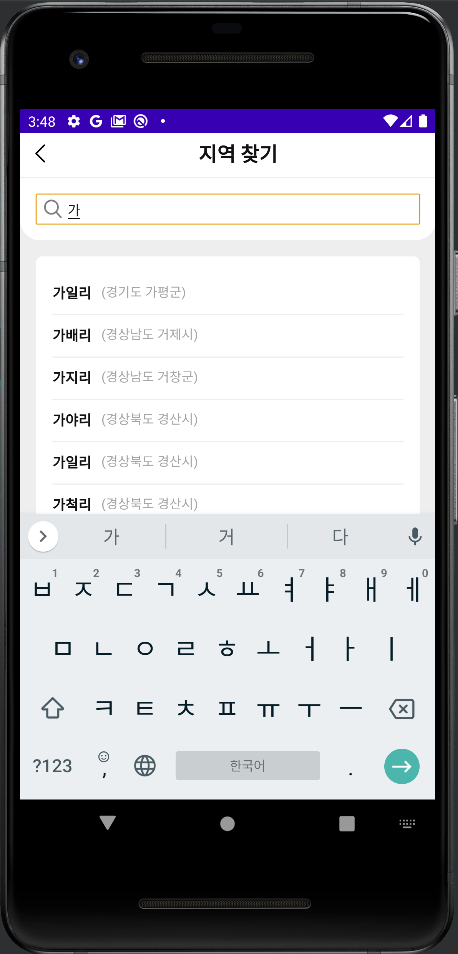 3:48
지역 찾기
가
가일리 (경기도 가평군)
가배리 (경상남도 거제시)
가지리 (경상남도 거창군)
가야리 (경상북도 경산시)
가일리 (경상북도 경산시)
가척리 (경상북도 경산시)
가 거 다
1 2 3 4 5 6 7 8 9 0
ㅂ ㅈ ㄷ ㄱ ㅅ ㅛ ㅕ ㅑ ㅐ ㅔ
ㅁ ㄴ ㅇ ㄹ ㅎ ㅗ ㅓ ㅏ ㅣ
ㅋ ㅌ ㅊ ㅍ ㅠ ㅜ ㅡ
?123 , 한국어 .